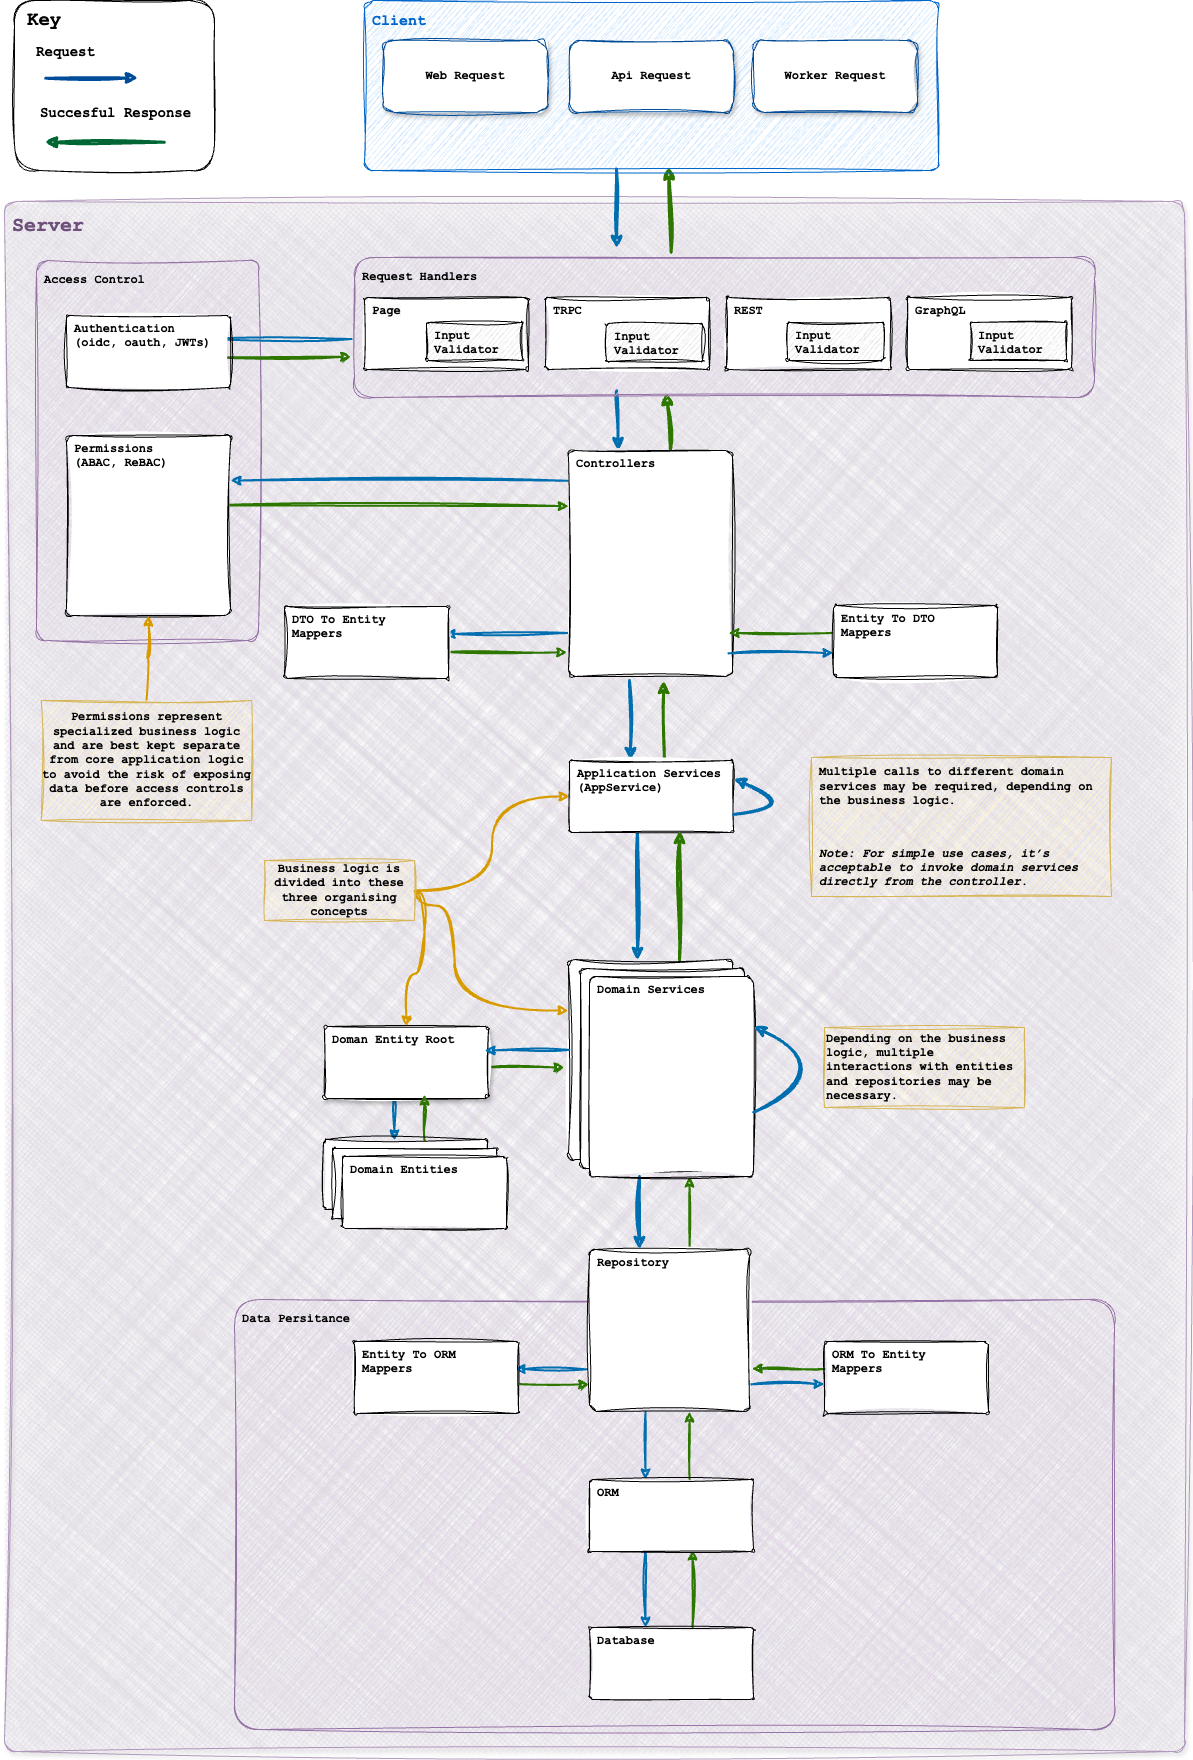 Key
Request
Succesful Response
Client
Web Request
Api Request
Worker Request
Server
Access Control
Authentication
(oidc, oauth, JWTs)
Permissions
(ABAC, ReBAC)
Request Handlers
Page
Input
Validator
TRPC
Input
Validator
REST
Input
Validator
GraphQL
Input
Validator
Controllers
DTO To Entity
Mappers
Entity To DTO
Mappers
Permissions represent
specialized business logic
and are best kept separate
from core application logic
to avoid the risk of exposing
data before access controls
are enforced.
Application Services
(AppService)
Multiple calls to different domain
services may be required, depending on
the business logic.
Note: For simple use cases, it’s
acceptable to invoke domain services
directly from the controller.
Business logic is
divided into these
three organising
concepts
Domain Services
Doman Entity Root
Depending on the business
logic, multiple
interactions with entities
and repositories may be
necessary.
Domain Entities
Repository
Data Persitance
Entity To ORM
Mappers
ORM To Entity
Mappers
ORM
Database